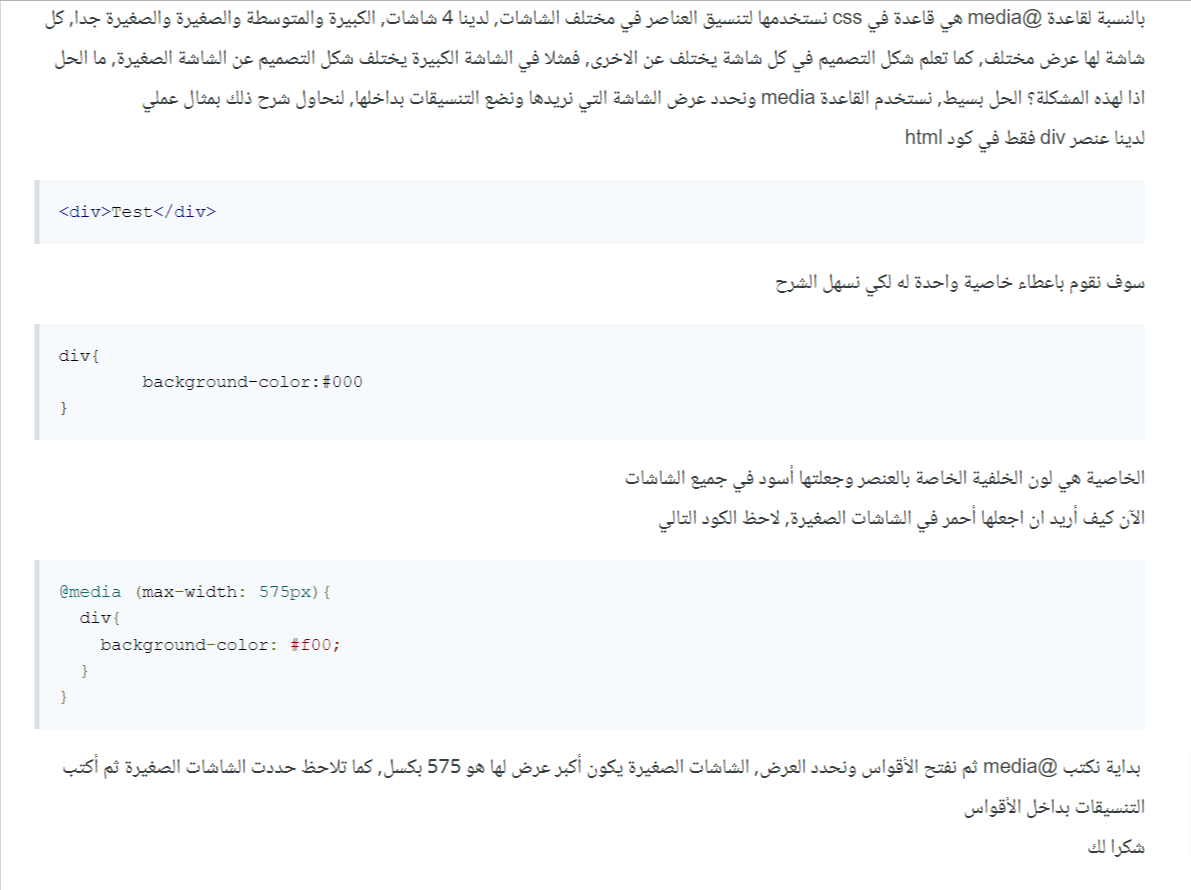 بالنسبة لقاعدة @media هي قاعدة في css نستخدمها لتنسيق العناصر في مختلف الشاشات, لدينا 4 شاشات, الكبيرة والمتوسطة والصغيرة والصغيرة جدا, كل
شاشة لها عرض مختلف, كما تعلم شكل التصميم في كل شاشة يختلف عن الاخرى, فمثلا في الشاشة الكبيرة يختلف شكل التصميم عن الشاشة الصغيرة, ما الحل
اذا لهذه المشكلة؟ الحل بسيط, نستخدم القاعدة media ونحدد عرض الشاشة التي نريدها ونضع التنسيقات بداخلها, لنحاول شرح ذلك بمثال عملي
لدينا عنصر div فقط في كود html
<div>Test</div>
سوف نقوم باعطاء خاصية واحدة له لكي نسهل الشرح
div{
background-color:#000
}
الخاصية هي لون الخلفية الخاصة بالعنصر وجعلتها أسود في جميع الشاشات
الآن كيف أريد ان اجعلها أحمر في الشاشات الصغيرة, لاحظ الكود التالي
@media (max-width: 575px){
div{
background-color: #f00;
}
}
بداية نكتب @media ثم نفتح الأقواس ونحدد العرض, الشاشات الصغيرة يكون أكبر عرض لها هو 575 بكسل, كما تلاحظ حددت الشاشات الصغيرة ثم أكتب
التنسيقات بداخل الأقواس
شكرا لك